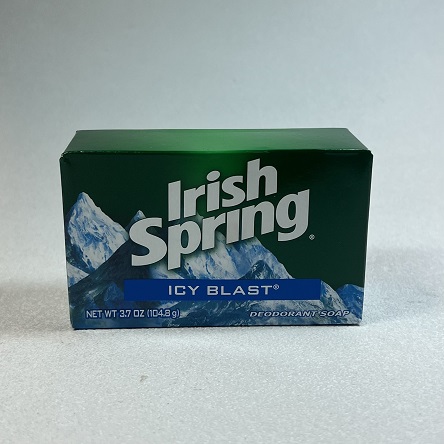 Irish
Spring®
ICY BLAST®
NET WT 3.7 OZ (104.8 g)
DEODORANT SOAP